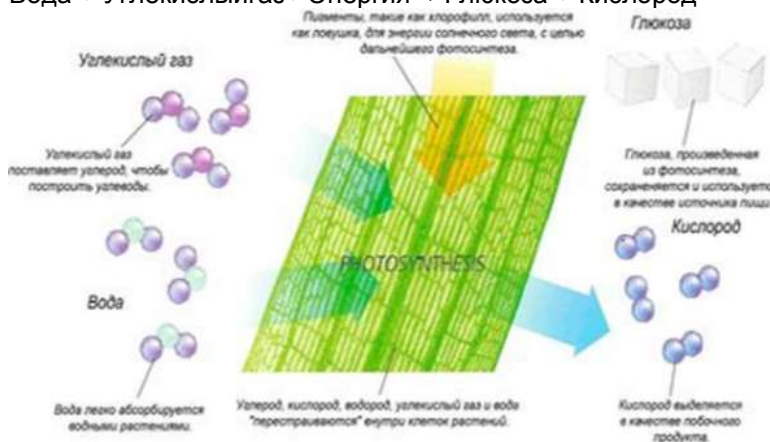 Вода + Углекислый газ + Энергия → Глюкоза + Кислород
Пигменты, такие как хлорофилл, используется
как ловушка, для энергии солнечного света, с целью
дальнейшего фотосинтеза.
Углекислый газ
Углекислый газ
поставляет углерод, чтобы
построить углеводы.
Вода
Вода легко абсорбируется
водными растениями.
PHOTOSYNTHESIS
Углерод, кислород, водород, углекислый газ и вода
"перестраиваются" внутри клеток растений.
Глюкоза
Глюкоза, произведенная
из фотосинтеза,
сохраненяется и используетс
в качестве источника пищи
Кислород
Кислород выделяется
в качестве побочного
продукта.